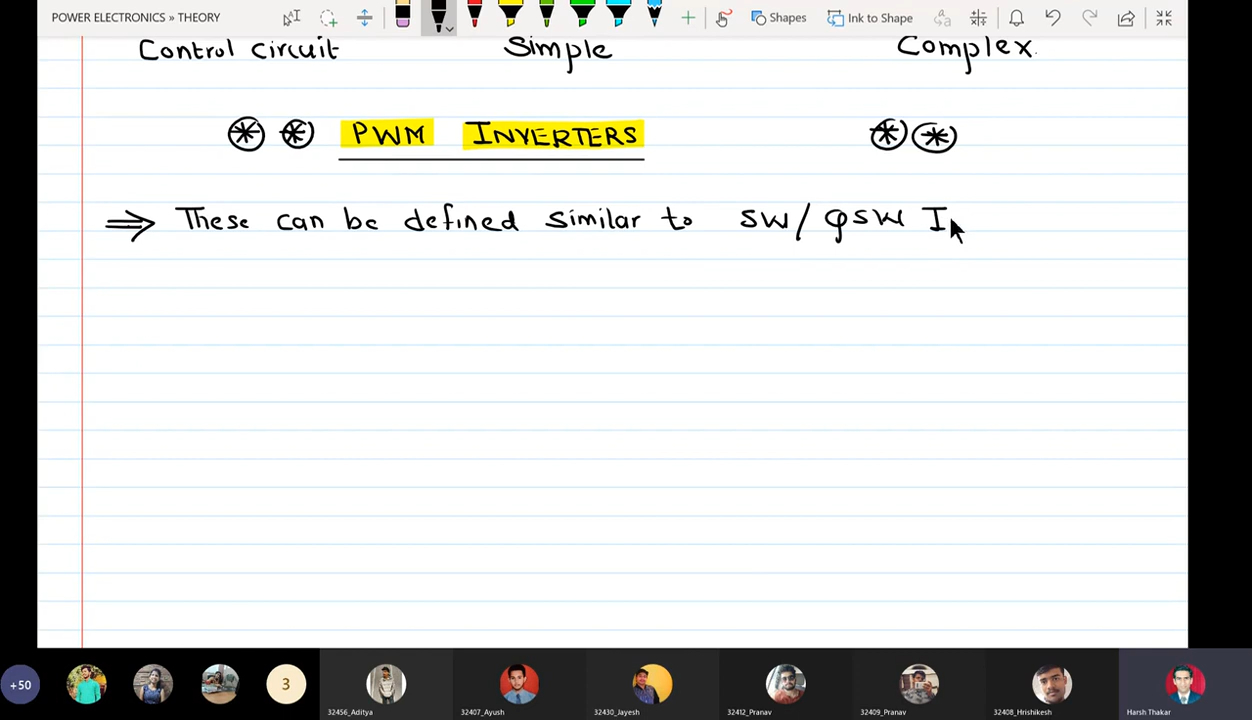 POWER ELECTRONICS » THEORY
Shapes
Ink to Shape
Control circuit Simple Complex
PWM INVERTERS
⇒ These can be defined similar to SW/ QSW I
+50
3
32456_Aditya
32407_Ayush
32430_Jayesh
32412_Pranav
32409_Pranav
32408_Hrishikesh
Harsh Thakar